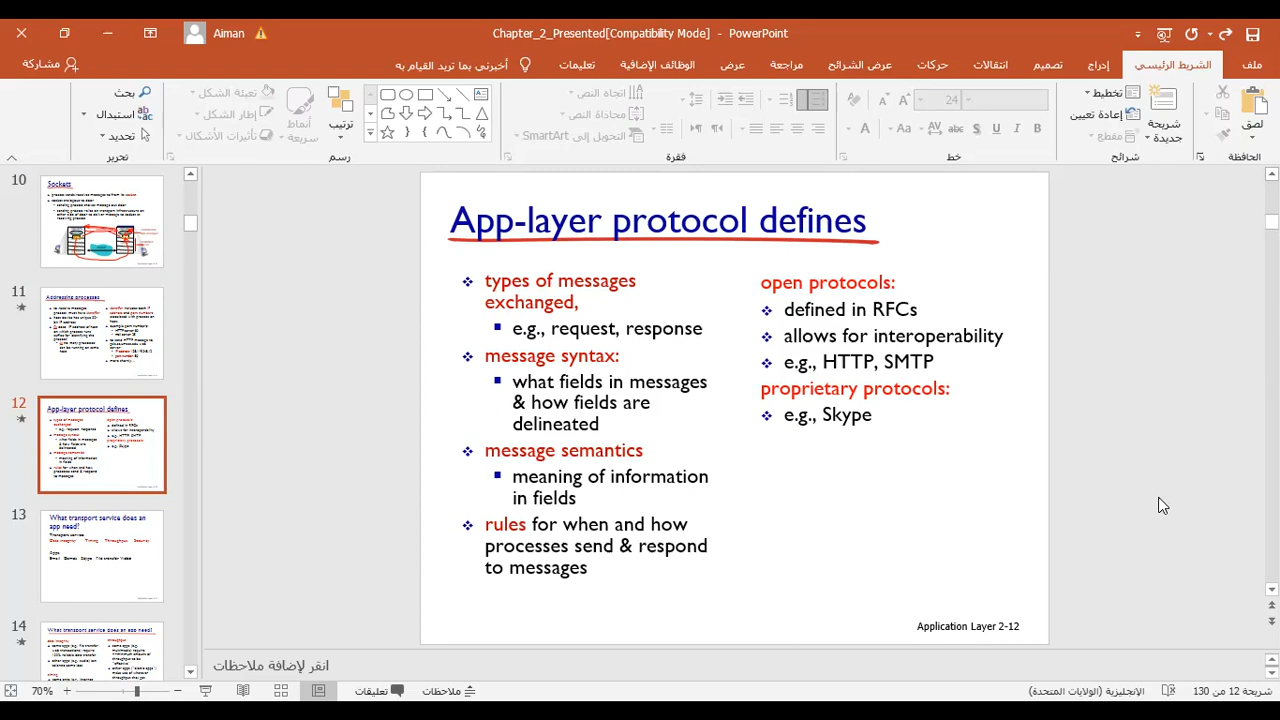 Aiman
Chapter_2_Presented[Compatibility Mode] - PowerPoint
ملف
الشريط الرئيسي
إدراج
تصميم
انتقالات
حركات
عرض الشرائح
مراجعة
عرض
الوظائف الإضافية
تعليمات
أخبرني بما تريد القيام به
مشاركة
لصق
الحافظة
شريحة
جديدة
تخطيط
إعادة تعيين
مقطع
شرائح
24
خط
اتجاه النص
محاذاة النص
التحويل إلى SmartArt
فقرة
ترتيب
أنماط
سريعة
تعبئة الشكل
إطار الشكل
تأثيرات الأشكال
رسم
بحث
استبدال
تحديد
تحرير
10
Sockets
11
Addressing processes
12
App-layer protocol defines
13
What transport service does an
app need?
14
What transport service does an app need?
App-layer protocol defines
types of messages
exchanged,
e.g., request, response
message syntax:
what fields in messages
& how fields are
delineated
message semantics
meaning of information
in fields
rules for when and how
processes send & respond
to messages
open protocols:
defined in RFCs
allows for interoperability
e.g., HTTP, SMTP
proprietary protocols:
e.g., Skype
Application Layer 2-12
انقر لإضافة ملاحظات
شريحة 12 من 130
الإنجليزية (الولايات المتحدة)
ملاحظات
تعليقات
70%